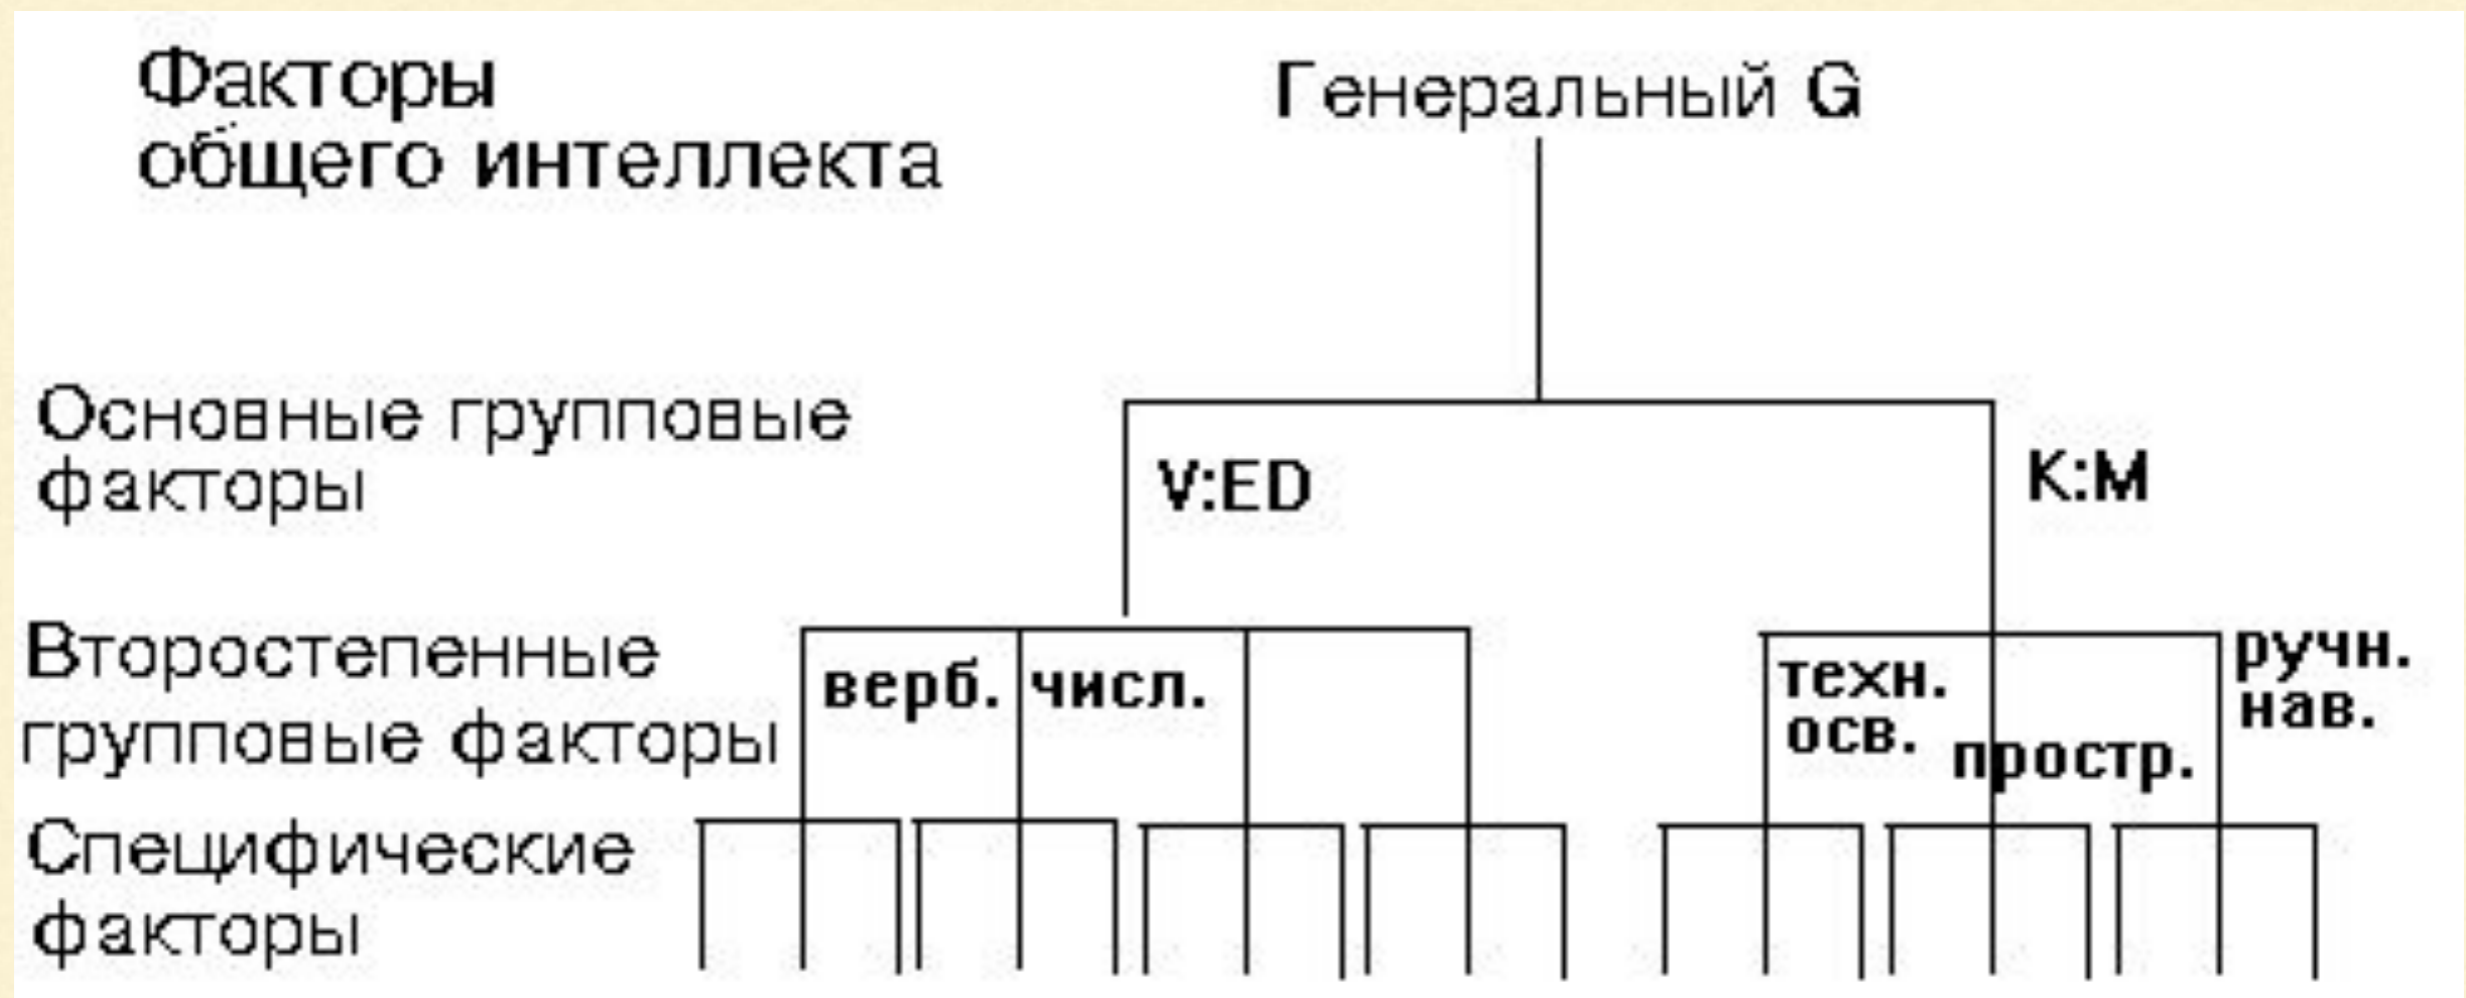 Факторы
общего интеллекта
Генеральный G
Основные групповые
факторы
V:ED
K:M
Второстепенные
групповые факторы
верб.
числ.
техн.
осв.
простр.
ручн.
нав.
Специфические
факторы